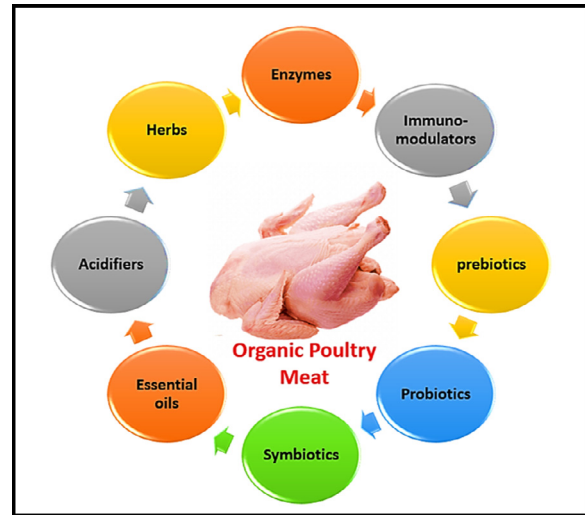 Enzymes
Immuno-
modulators
prebiotics
Probiotics
Symbiotics
Essential
oils
Acidifiers
Herbs
Organic Poultry
Meat